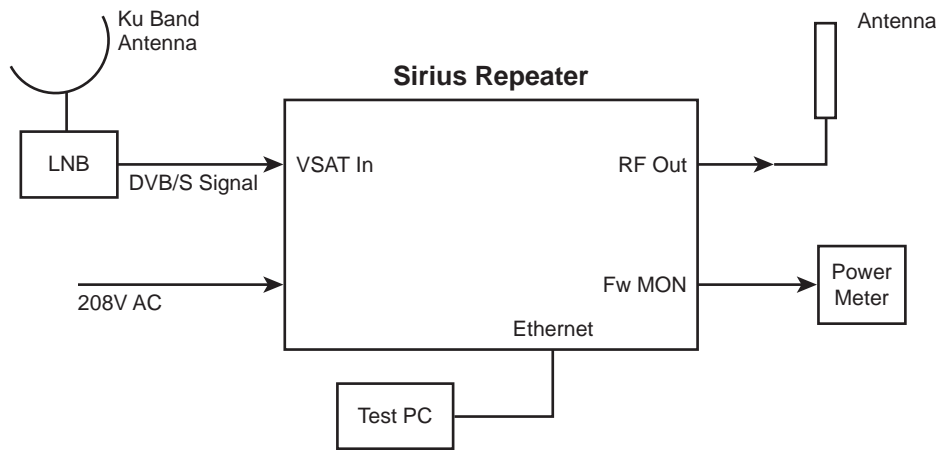 Ku Band
Antenna
Antenna
Sirius Repeater
LNB
VSAT In
RF Out
DVB/S Signal
208V AC
Fw MON
Power
Meter
Ethernet
Test PC